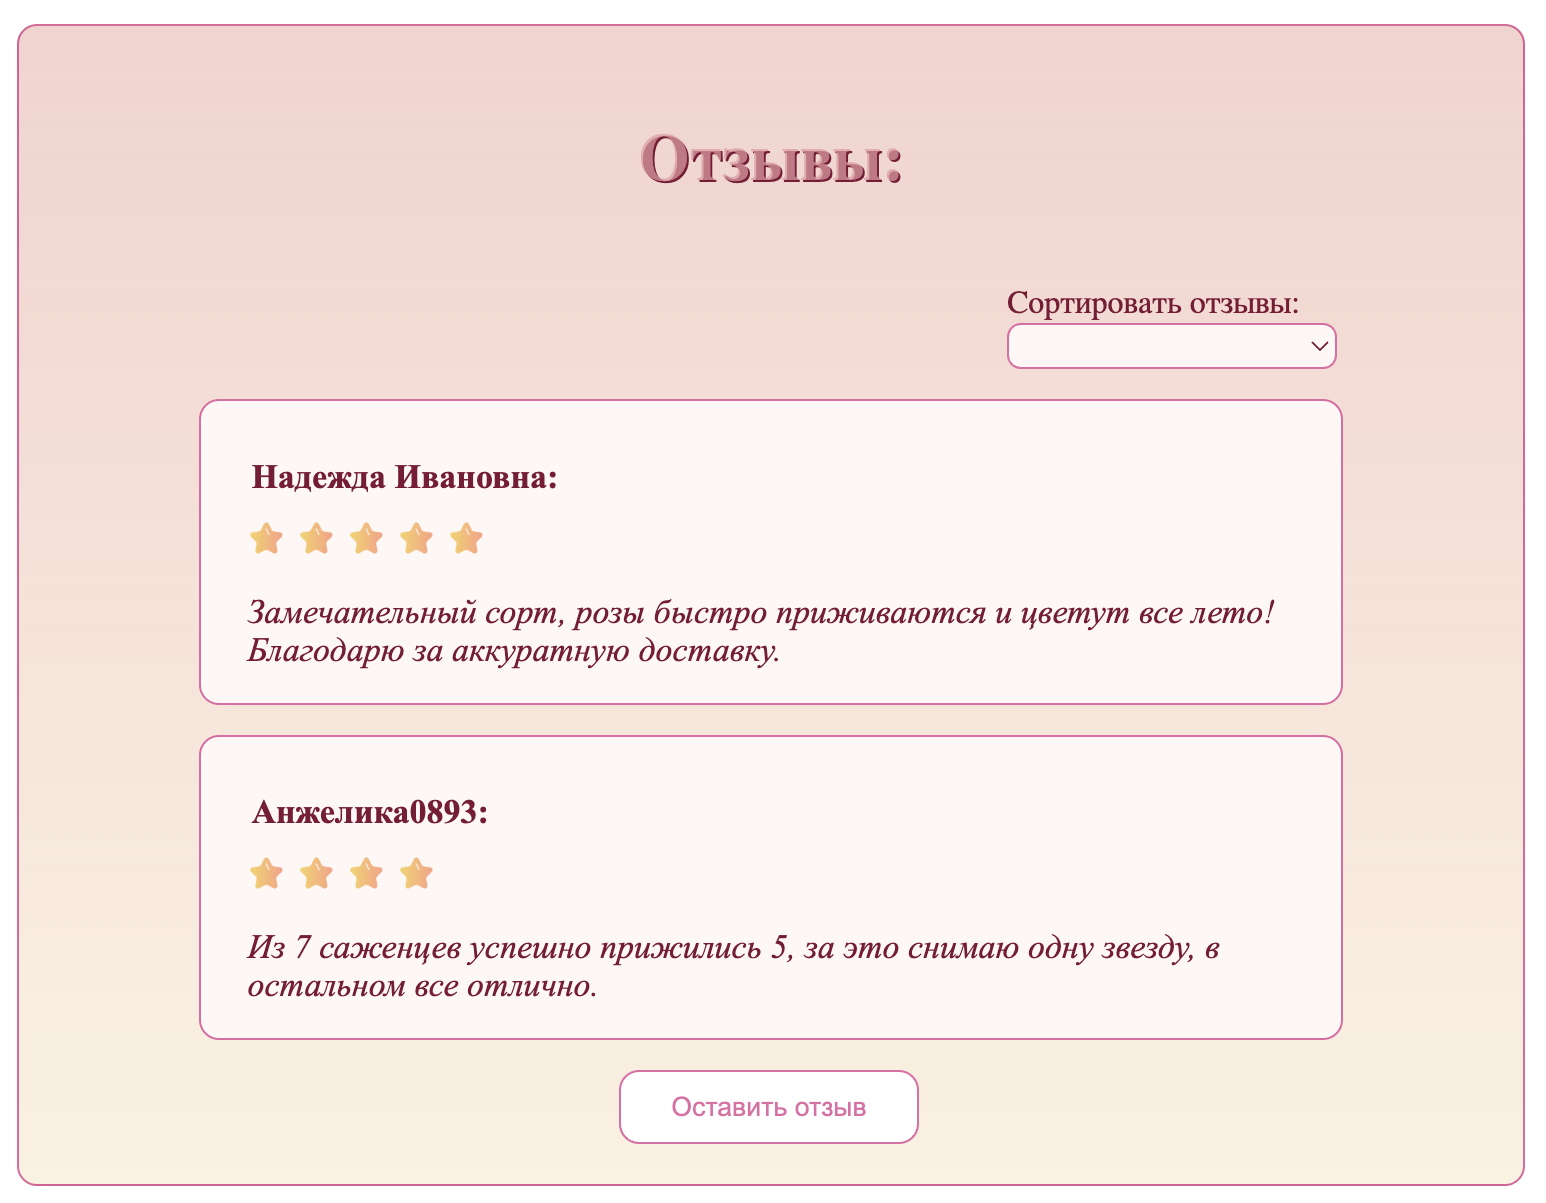 Отзывы:
Сортировать отзывы:
Надежда Ивановна:
Замечательный сорт, розы быстро приживаются и цветут все лето!
Благодарю за аккуратную доставку.
Анжелика0893:
Из 7 саженцев успешно прижились 5, за это снимаю одну звезду, в
остальном все отлично.
Оставить отзыв